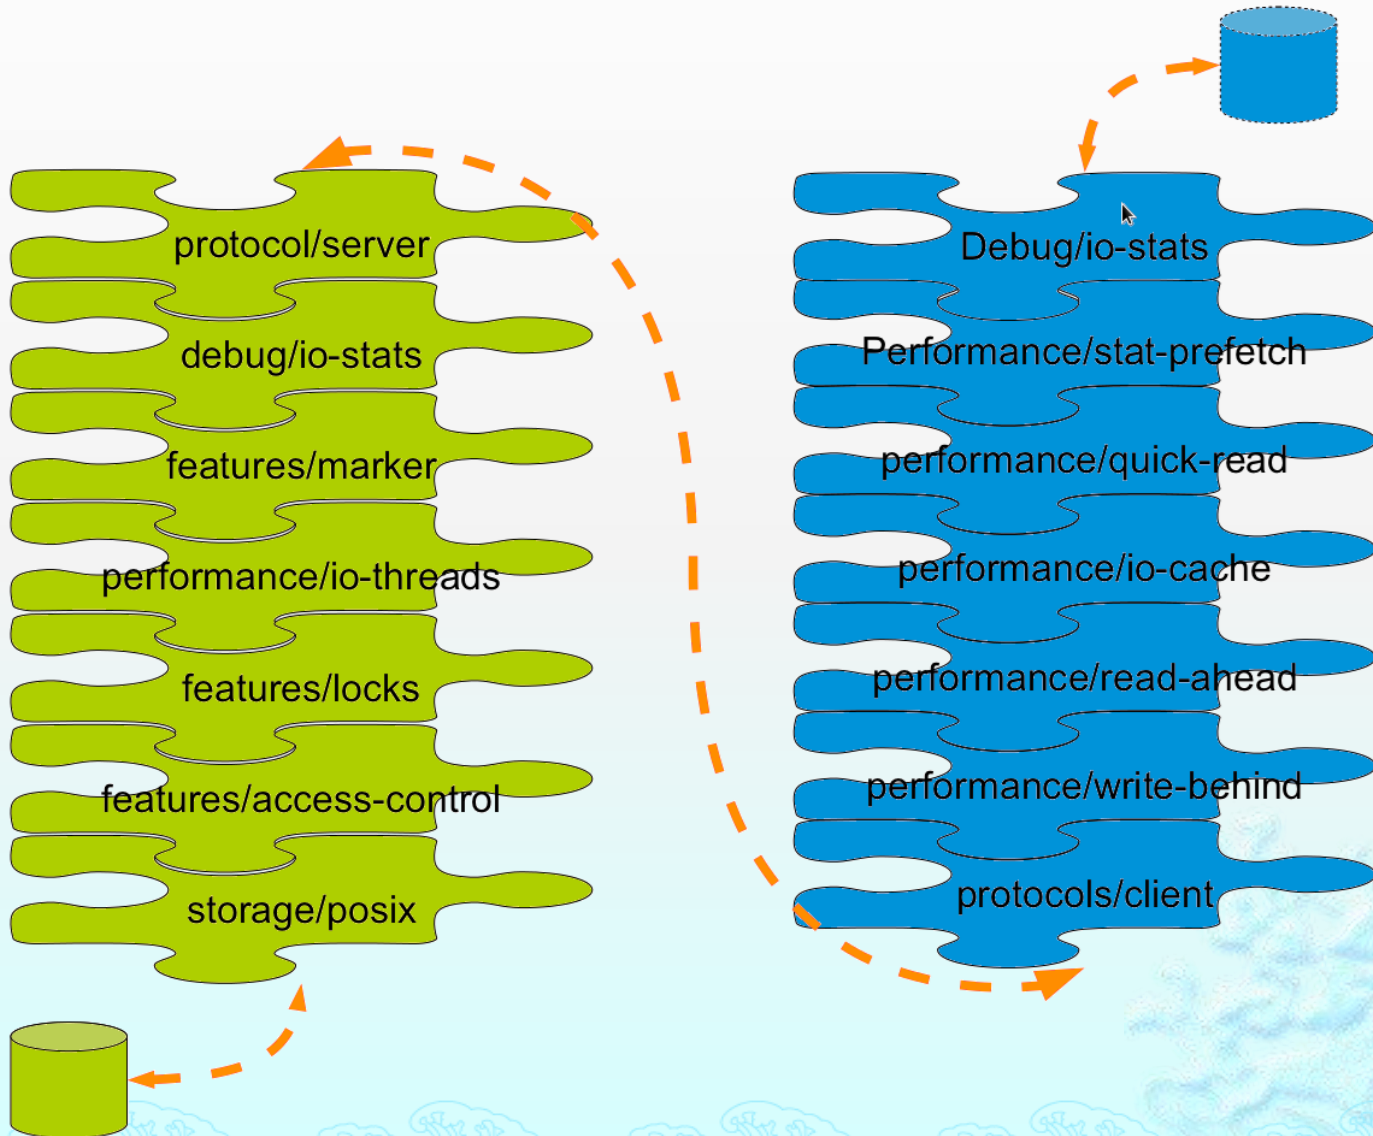 protocol/server
debug/io-stats
features/marker
performance/io-threads
features/locks
features/access-control
storage/posix
Debug/io-stats
Performance/stat-prefetch
performance/quick-read
performance/io-cache
performance/read-ahead
performance/write-behind
protocols/client